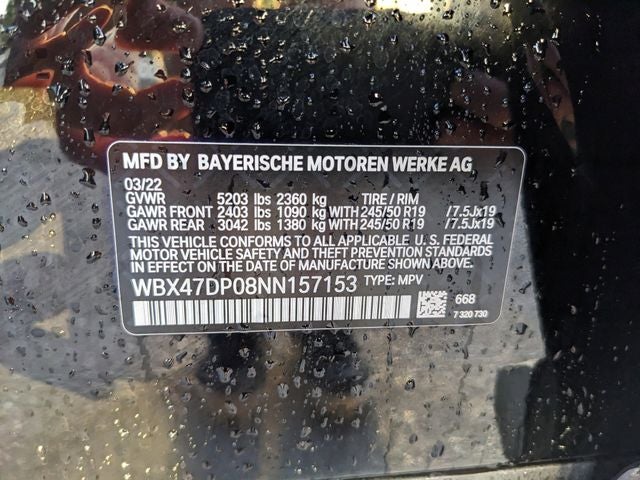 MFD BY BAYERISCHE MOTOREN WERKE AG
03/22
GVWR 5203 lbs 2360 kg TIRE / RIM
GAWR FRONT 2403 lbs 1090 kg WITH 245/50 R19 /7.5Jx19
GAWR REAR 3042 lbs 1380 kg WITH 245/50 R19 /7.5Jx19
THIS VEHICLE CONFORMS TO ALL APPLICABLE U. S. FEDERAL
MOTOR VEHICLE SAFETY AND THEFT PREVENTION STANDARDS
IN EFFECT ON THE DATE OF MANUFACTURE SHOWN ABOVE.
WBX47DP08NN157153 TYPE: MPV
668
7 320 730